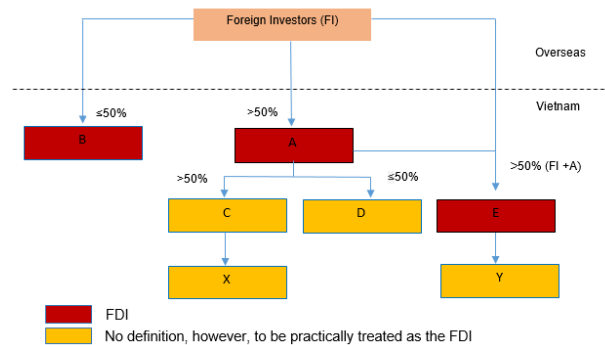 Foreign Investors (FI)
Overseas
Vietnam
≤50%
>50%
B
A
>50%
≤50%
>50% (FI +A)
C
D
E
X
Y
FDI
No definition, however, to be practically treated as the FDI